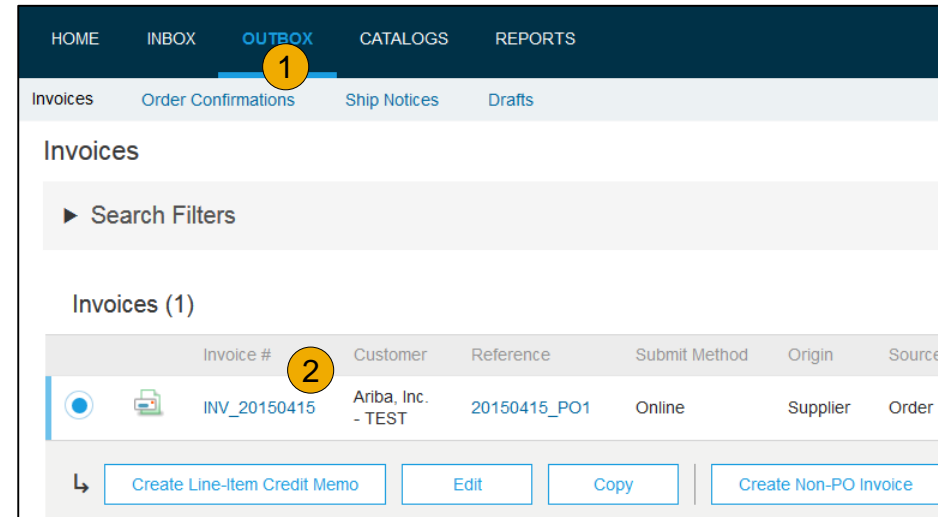 HOME INBOX OUTBOX CATALOGS REPORTS
1
Invoices Order Confirmations Ship Notices Drafts
Invoices
Search Filters
Invoices (1)
Invoice # Customer Reference Submit Method Origin Source
2
INV_20150415 Ariba, Inc. - TEST 20150415_PO1 Online Supplier Order
Create Line-Item Credit Memo Edit Copy Create Non-PO Invoice